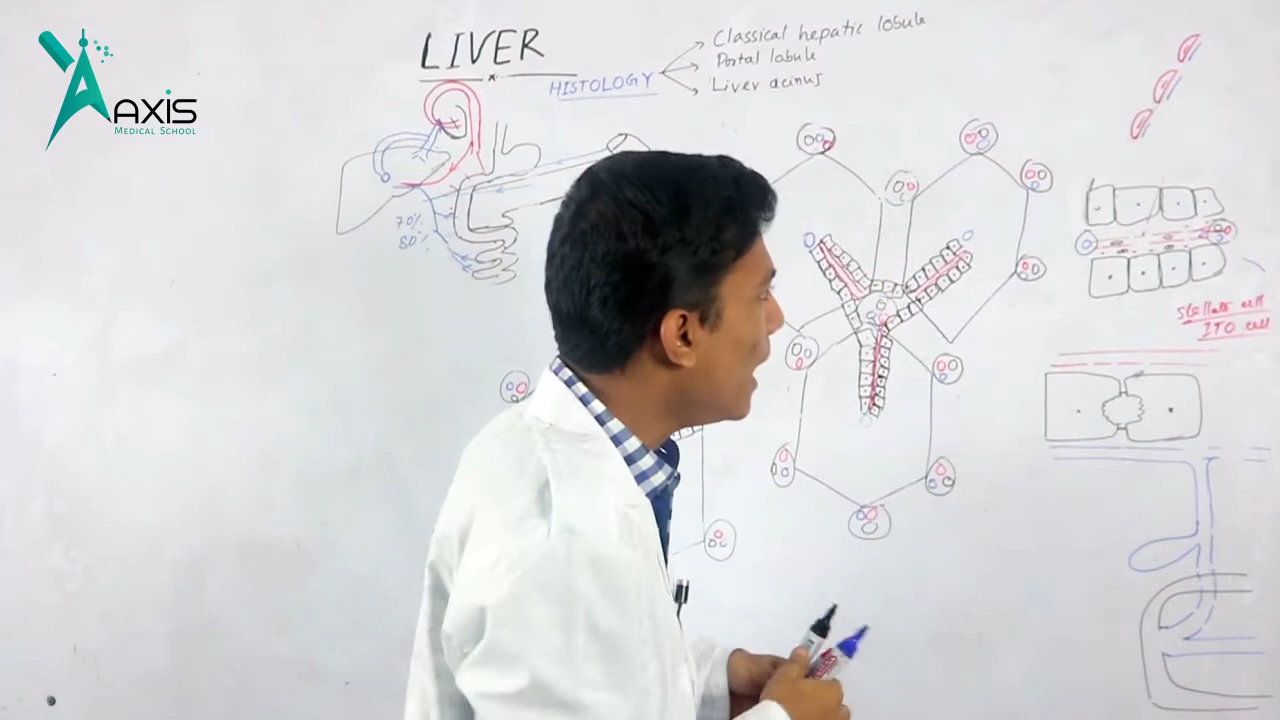 AXIS
MEDICAL SCHOOL
LIVER
HISTOLOGY
Classical hepatic lobule
Portal lobule
Liver acinus
70%
80%
Stellate cell
ITO cell